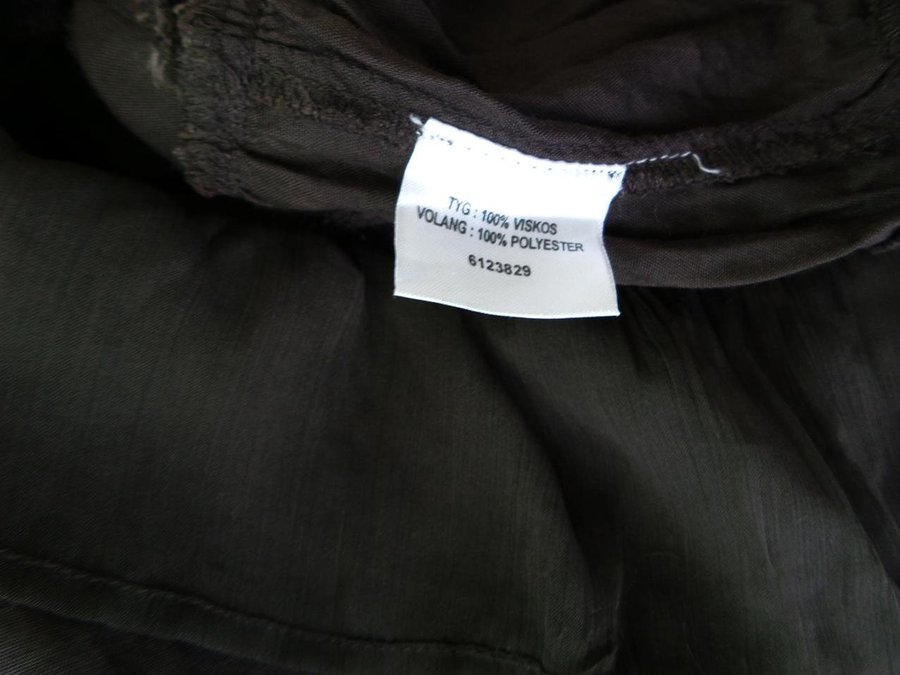 TYG : 100% VISKOS
VOLANG : 100% POLYESTER
6123829